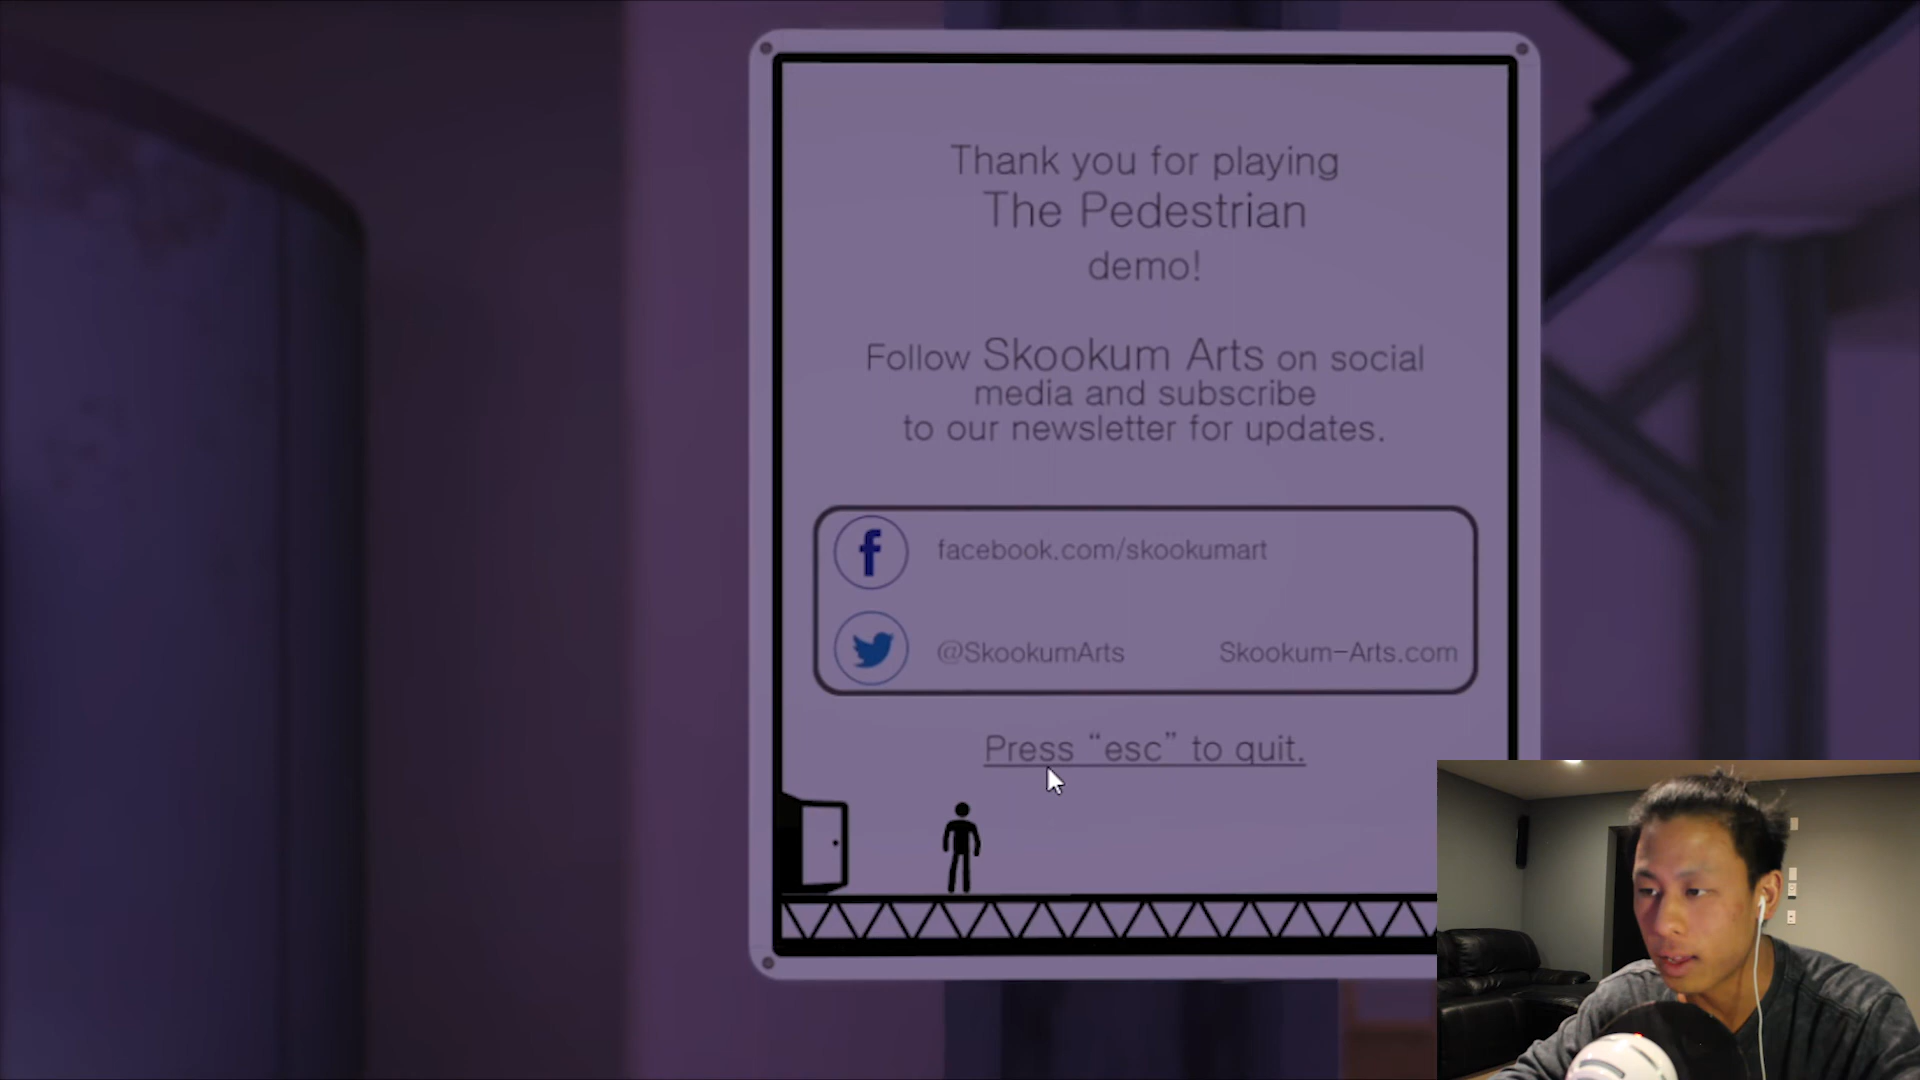 Thank you for playing
The Pedestrian
demo!
Follow Skookum Arts on social
media and subscribe
to our newsletter for updates.
facebook.com/skookumart
@SkookumArts Skookum-Arts.com
Press “esc” to quit.